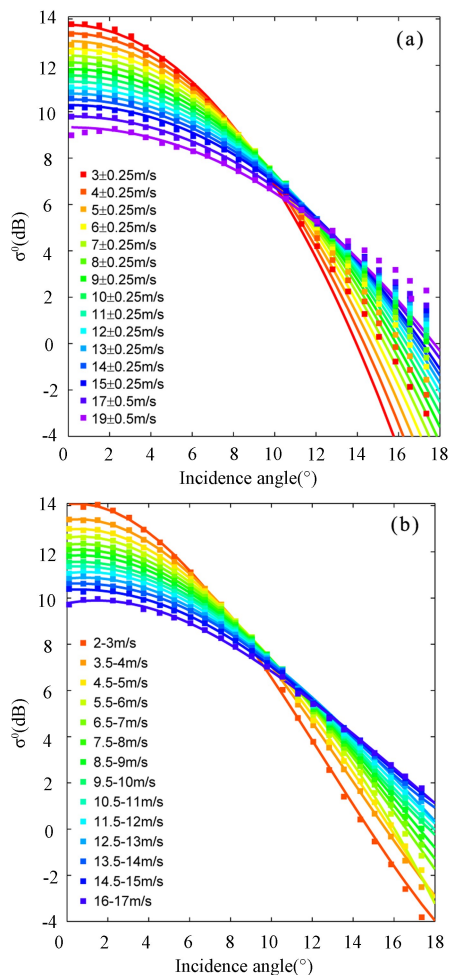 14
(a)
12
10
8
6
σ⁰(dB)
4
2
0
-2
-4
3±0.25m/s
4±0.25m/s
5±0.25m/s
6±0.25m/s
7±0.25m/s
8±0.25m/s
9±0.25m/s
10±0.25m/s
11±0.25m/s
12±0.25m/s
13±0.25m/s
14±0.25m/s
15±0.25m/s
17±0.5m/s
19±0.5m/s
0 2 4 6 8 10 12 14 16 18
Incidence angle(°)
14
(b)
12
10
8
6
σ⁰(dB)
4
2
0
-2
-4
2-3m/s
3.5-4m/s
4.5-5m/s
5.5-6m/s
6.5-7m/s
7.5-8m/s
8.5-9m/s
9.5-10m/s
10.5-11m/s
11.5-12m/s
12.5-13m/s
13.5-14m/s
14.5-15m/s
16-17m/s
0 2 4 6 8 10 12 14 16 18
Incidence angle(°)